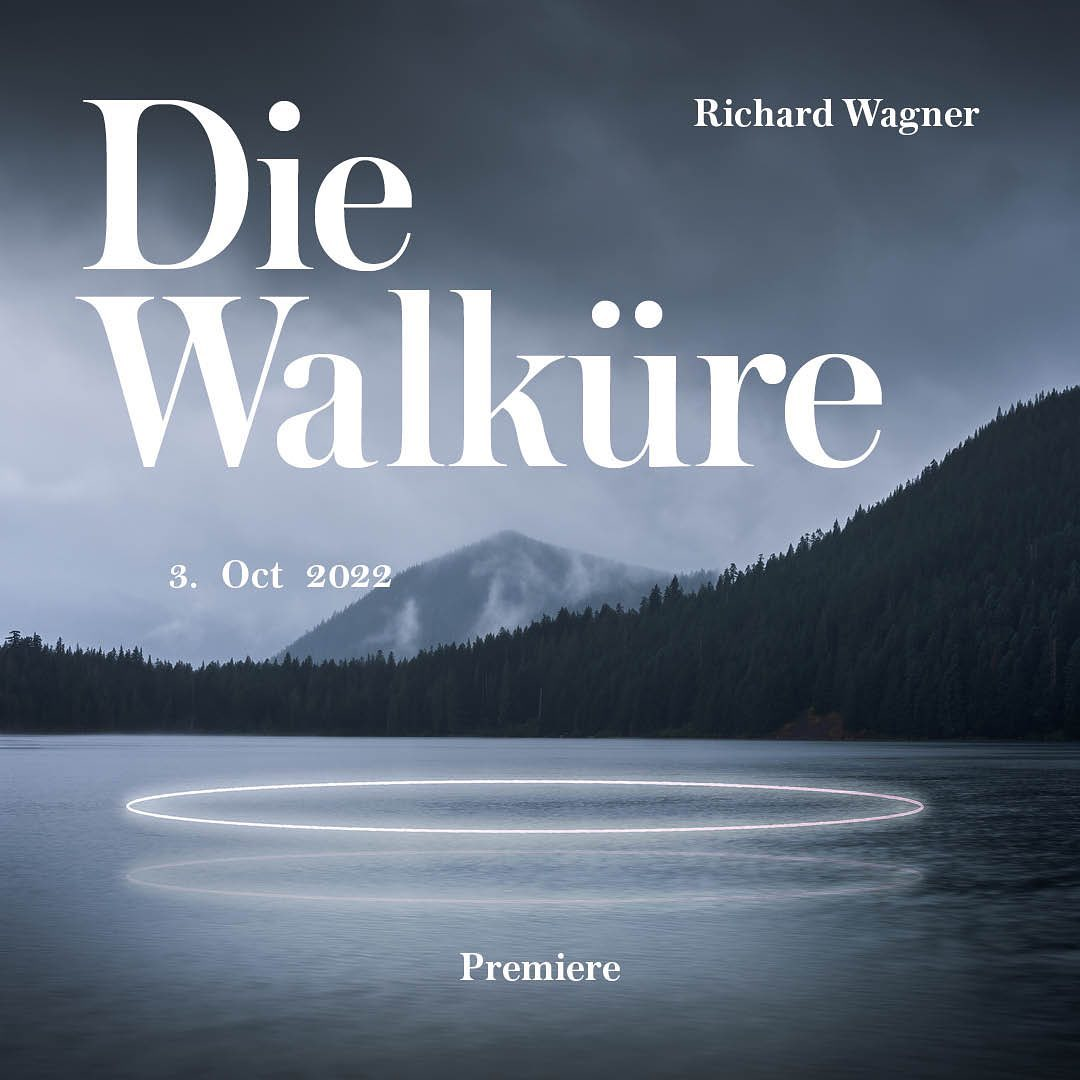 Die
Walküre
Richard Wagner
3. Oct 2022
Premiere